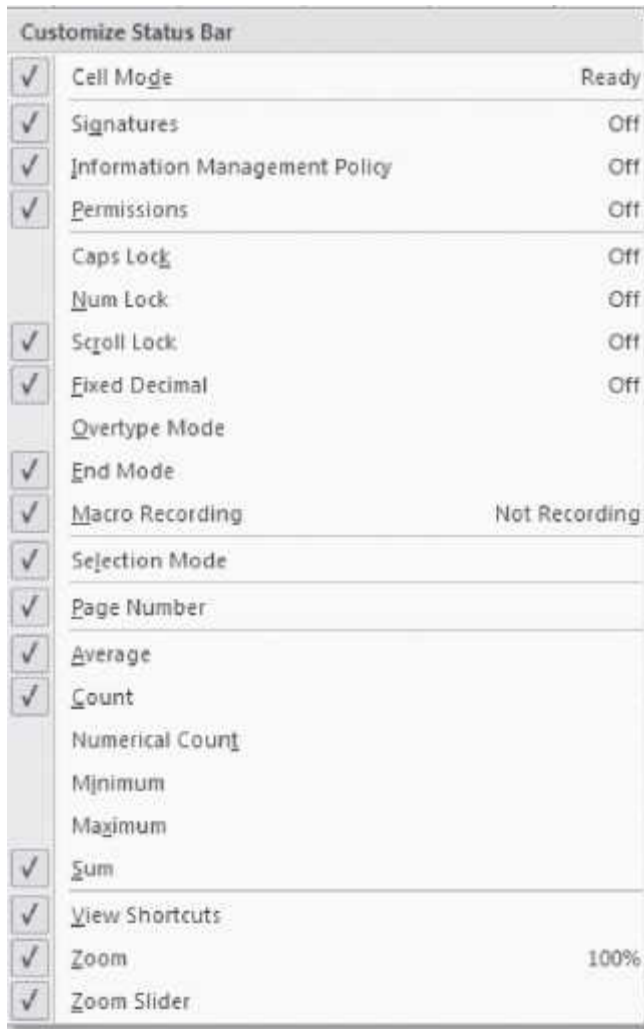 Customize Status Bar
Cell Mode Ready
Signatures Off
Information Management Policy Off
Permissions Off
Caps Lock Off
Num Lock Off
Scroll Lock Off
Fixed Decimal Off
Overtype Mode
End Mode
Macro Recording Not Recording
Selection Mode
Page Number
Average
Count
Numerical Count
Minimum
Maximum
Sum
View Shortcuts
Zoom 100%
Zoom Slider